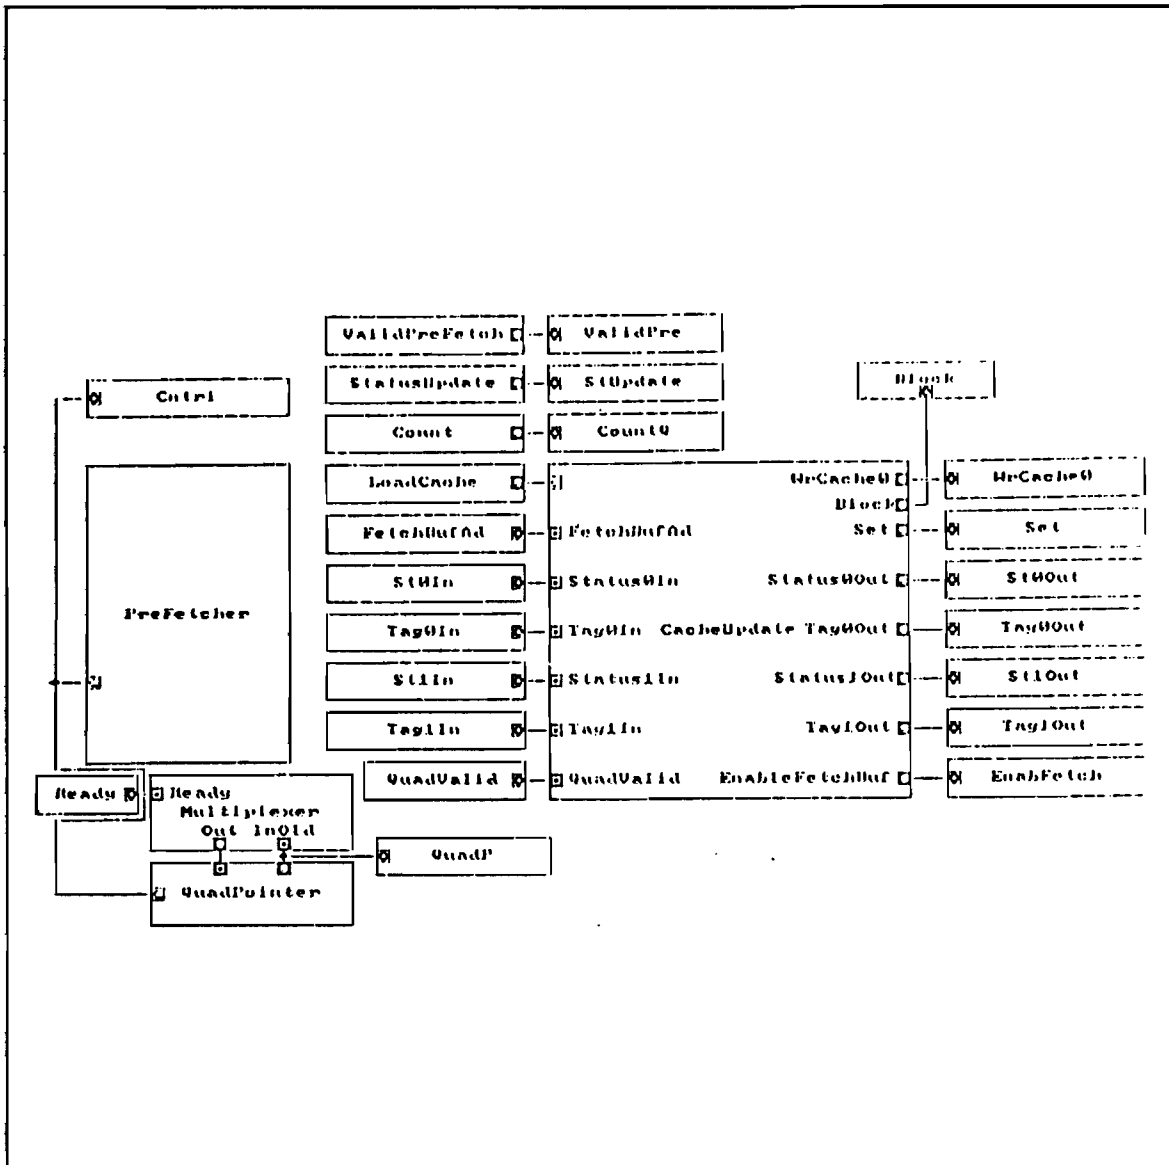 ValidPreFetch ValidPre
StatusUpdate StUpdate Block
Cntrl
Count Count0
LoadCache WrCache0 WrCache0
Block
FetchBufAd FetchBufAd Set Set
St0In Status0In Status0Out St0Out
PreFetcher
Tag0In Tag0In CacheUpdate Tag0Out Tag0Out
St1In Status1In Status1Out St1Out
Tag1In Tag1In Tag1Out Tag1Out
QuadValid QuadValid EnableFetchBuf EnabFetch
Ready Ready
Multiplexer
Out InOld
QuadP
QuadPointer